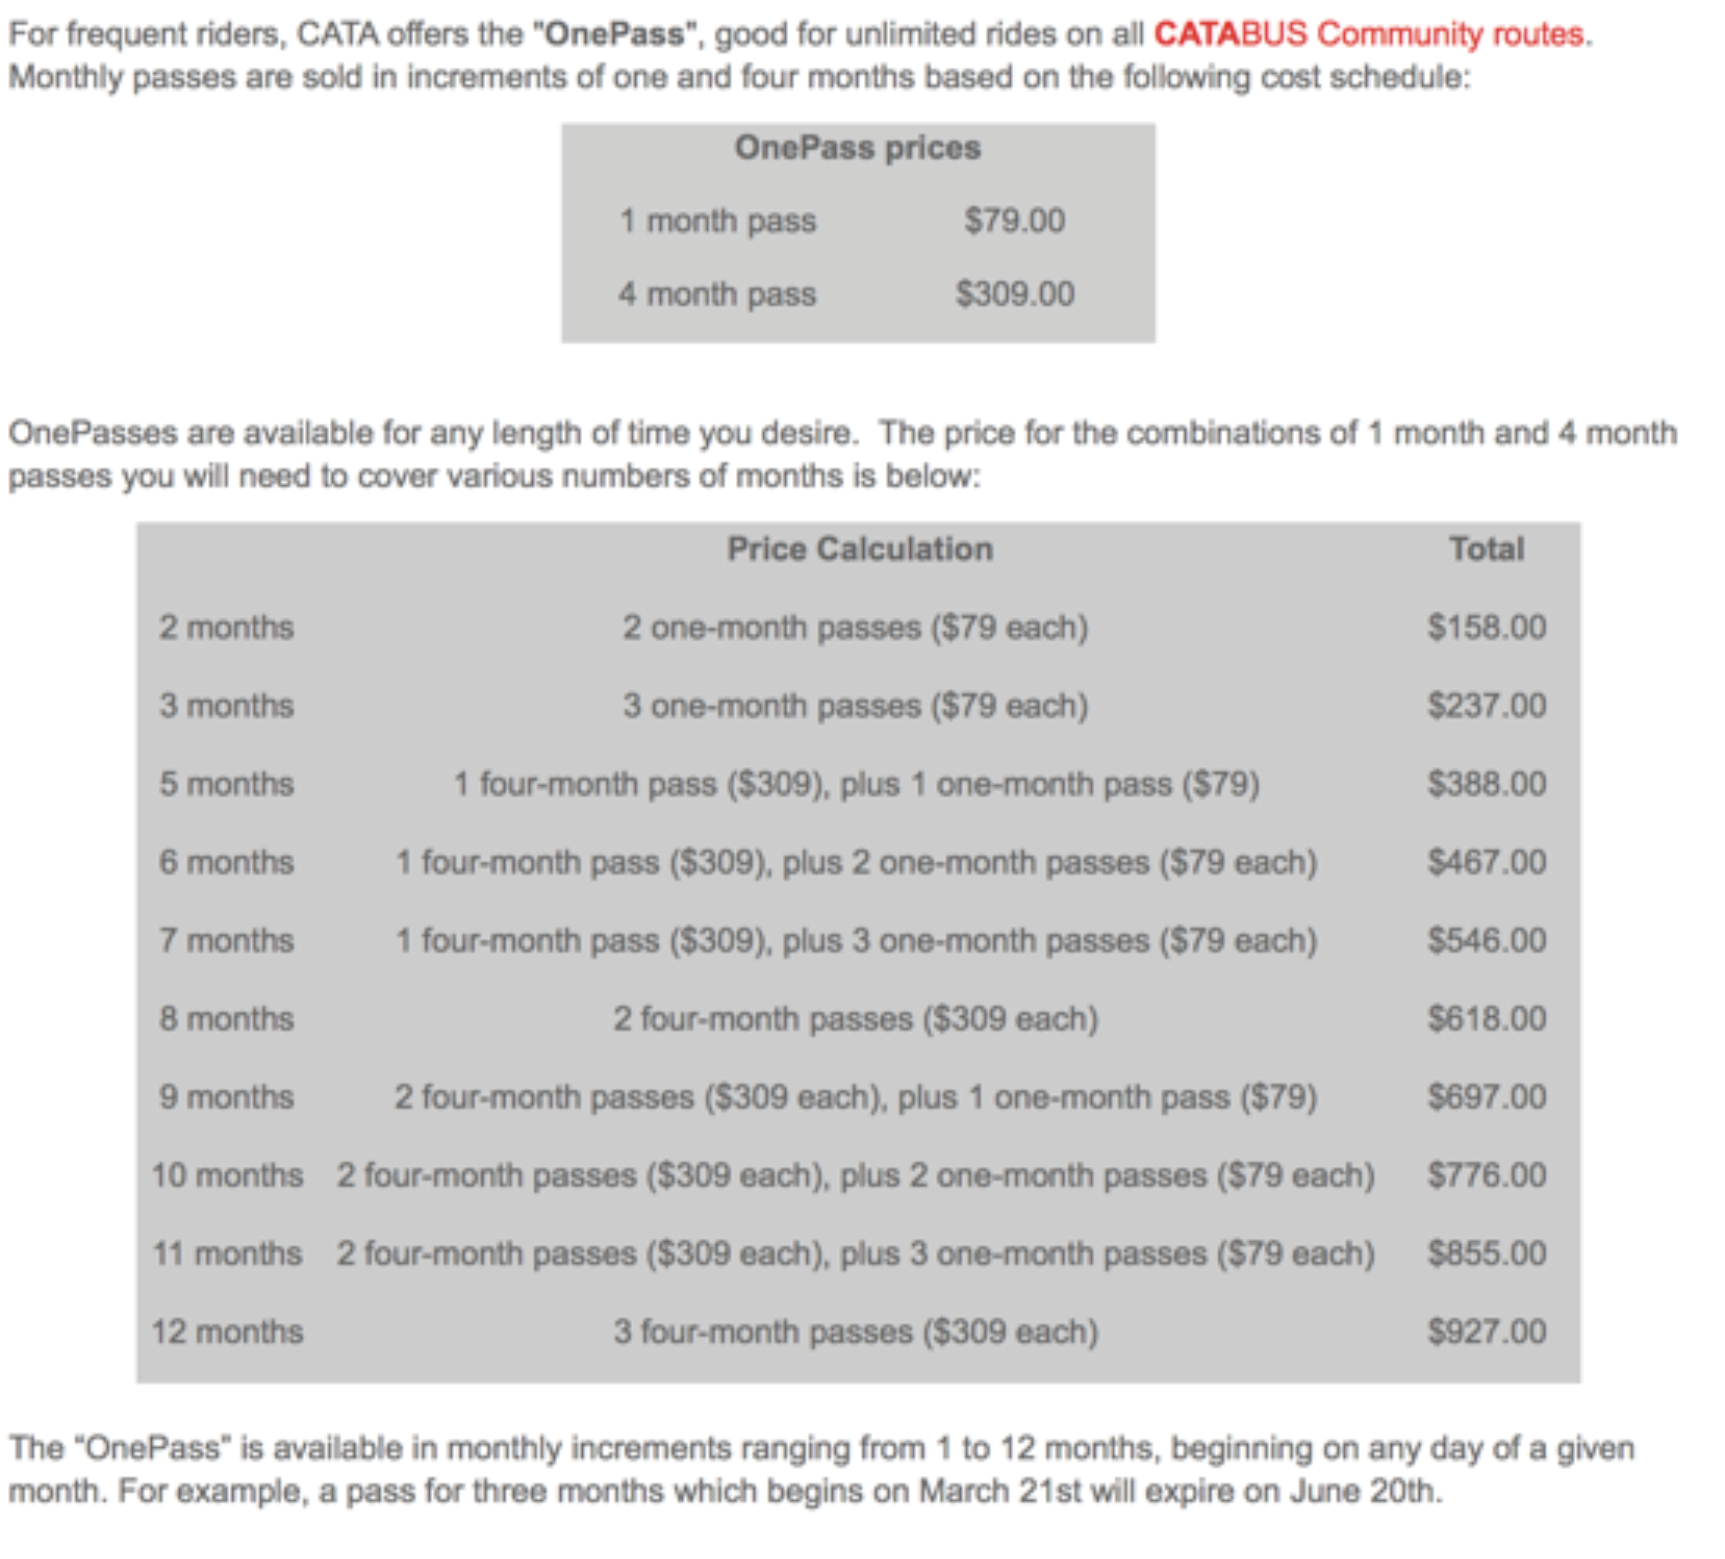 For frequent riders, CATA offers the "OnePass", good for unlimited rides on all CATABUS Community routes.
Monthly passes are sold in increments of one and four months based on the following cost schedule:
OnePass prices
1 month pass $79.00
4 month pass $309.00
OnePasses are available for any length of time you desire.  The price for the combinations of 1 month and 4 month
passes you will need to cover various numbers of months is below:
Price Calculation Total
2 months 2 one-month passes ($79 each) $158.00
3 months 3 one-month passes ($79 each) $237.00
5 months 1 four-month pass ($309), plus 1 one-month pass ($79) $388.00
6 months 1 four-month pass ($309), plus 2 one-month passes ($79 each) $467.00
7 months 1 four-month pass ($309), plus 3 one-month passes ($79 each) $546.00
8 months 2 four-month passes ($309 each) $618.00
9 months 2 four-month passes ($309 each), plus 1 one-month pass ($79) $697.00
10 months 2 four-month passes ($309 each), plus 2 one-month passes ($79 each) $776.00
11 months 2 four-month passes ($309 each), plus 3 one-month passes ($79 each) $855.00
12 months 3 four-month passes ($309 each) $927.00
The "OnePass" is available in monthly increments ranging from 1 to 12 months, beginning on any day of a given
month. For example, a pass for three months which begins on March 21st will expire on June 20th.